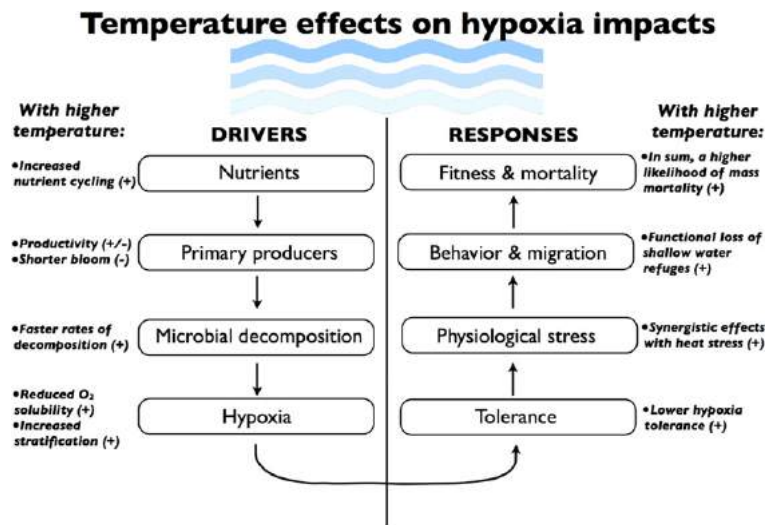 Temperature effects on hypoxia impacts
With higher
temperature:
DRIVERS
•Increased
nutrient cycling (+)
Nutrients
•Productivity (+/-)
•Shorter bloom (-)
Primary producers
•Faster rates of
decomposition (+)
Microbial decomposition
•Reduced O₂
solubility (+)
•Increased
stratification (+)
Hypoxia
RESPONSES
With higher
temperature:
Fitness & mortality
•In sum, a higher
likelihood of mass
mortality (+)
Behavior & migration
•Functional loss of
shallow water
refuges (+)
Physiological stress
•Synergistic effects
with heat stress (+)
Tolerance
•Lower hypoxia
tolerance (+)